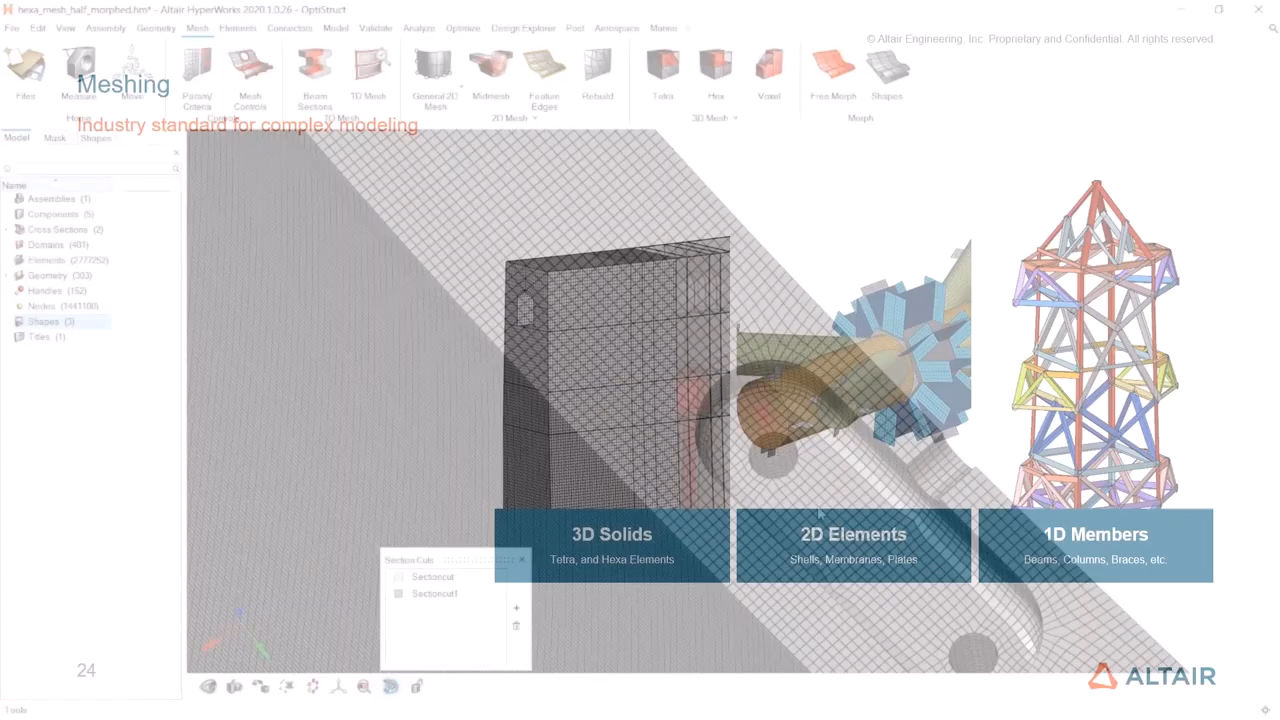 hexa_mesh_half_morphed.hm* - Altair HyperWorks 2020.1.0.26 - OptiStruct
File Edit View Assembly Geometry Mesh Elements Connectors Model Validate Analyze Optimize Design Explorer Post Aerospace Marine
© Altair Engineering, Inc. Proprietary and Confidential. All rights reserved.
Meshing
Files Measure Move Param/ Criteria Mesh Controls Beam Sections 1D Mesh General 2D Mesh Midmesh Feature Edges Rebuild Tetra Hex Voxel Free Morph Shapes
2D Mesh 3D Mesh Morph
Industry standard for complex modeling
Model Mask Shapes
Name
Assemblies (1)
Components (5)
Cross Sections (2)
Domains (401)
Elements (2777252)
Geometry (303)
Handles (152)
Nodes (1441100)
Shapes (3)
Titles (1)
3D Solids
Tetra, and Hexa Elements
2D Elements
Shells, Membranes, Plates
1D Members
Beams, Columns, Braces, etc.
Section Cuts
Sectioncut
Sectioncut1
24
ALTAIR